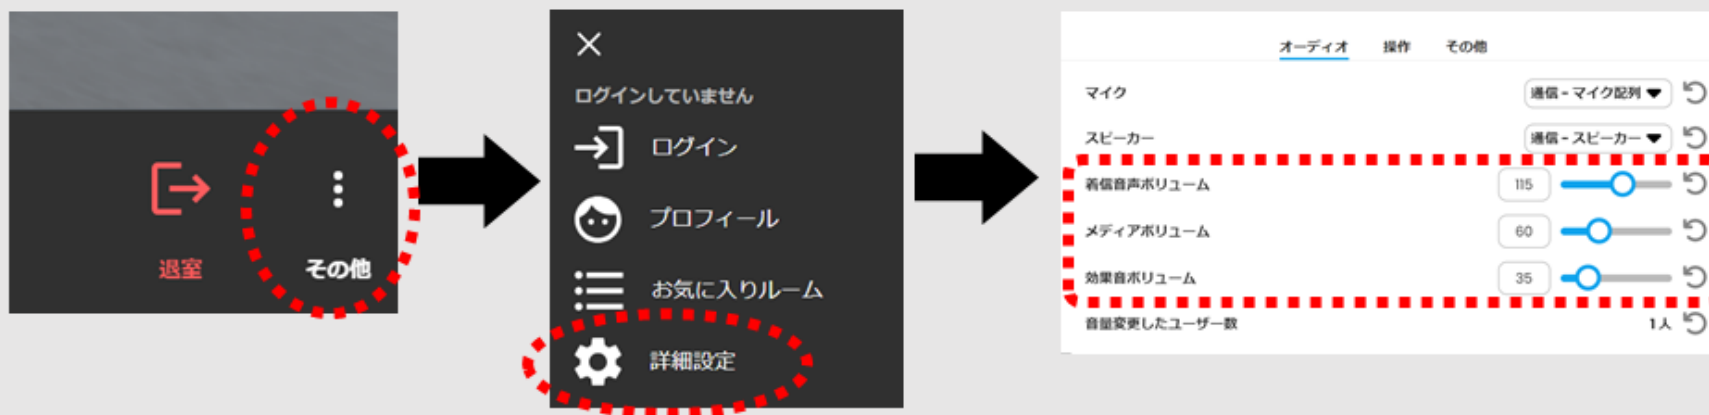 退室
その他
ログインしていません
ログイン
プロフィール
お気に入りルーム
詳細設定
オーディオ 操作 その他
マイク 通信 - マイク配列
スピーカー 通信 - スピーカー
着信音声ボリューム 115
メディアボリューム 60
効果音ボリューム 35
音量変更したユーザー数 1人